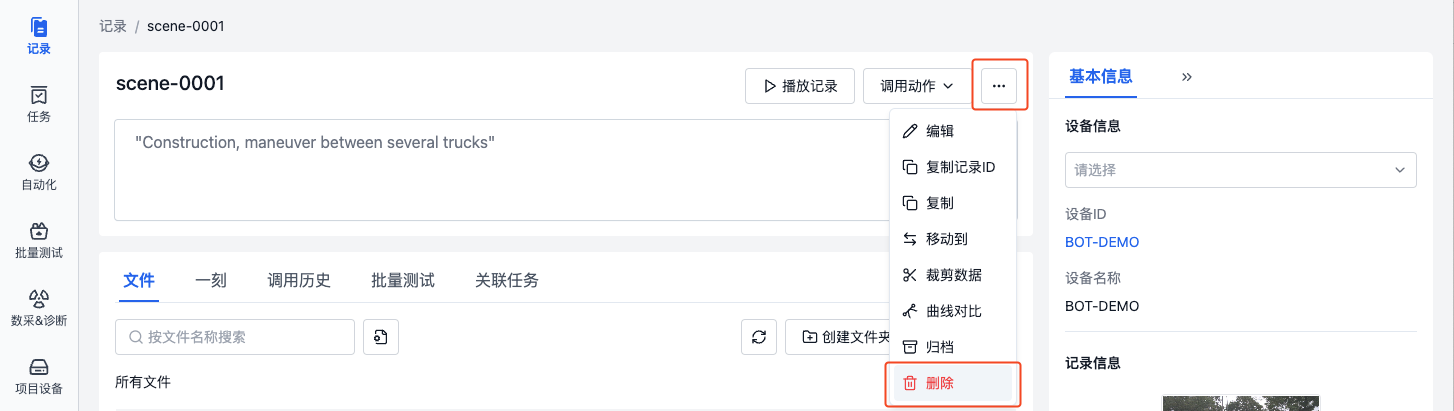 记录
任务
自动化
批量测试
数采&诊断
项目设备
记录 / scene-0001
scene-0001
播放记录
调用动作
"Construction, maneuver between several trucks"
编辑
复制记录ID
复制
移动到
裁剪数据
曲线对比
归档
删除
文件 一刻 调用历史 批量测试 关联任务
按文件名称搜索
创建文件夹
所有文件
基本信息
设备信息
请选择
设备ID
BOT-DEMO
设备名称
BOT-DEMO
记录信息